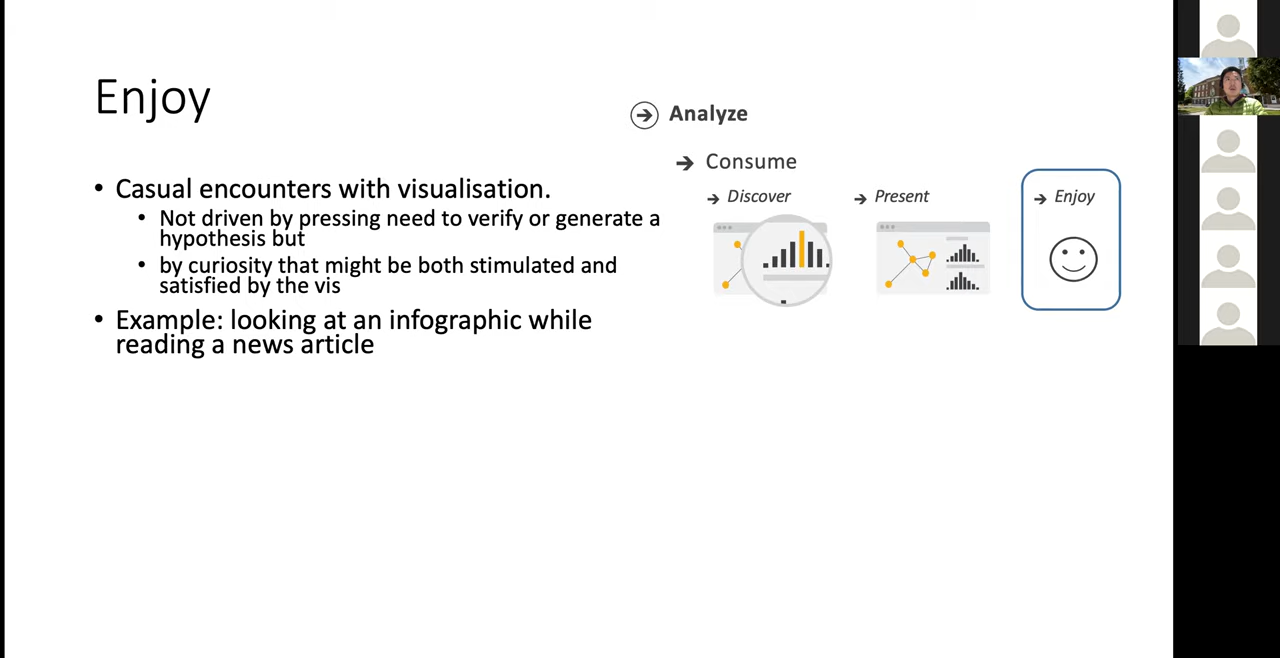 Enjoy
• Casual encounters with visualisation.
• Not driven by pressing need to verify or generate a
hypothesis but
• by curiosity that might be both stimulated and
satisfied by the vis
• Example: looking at an infographic while
reading a news article
Analyze
Consume
Discover
Present
Enjoy